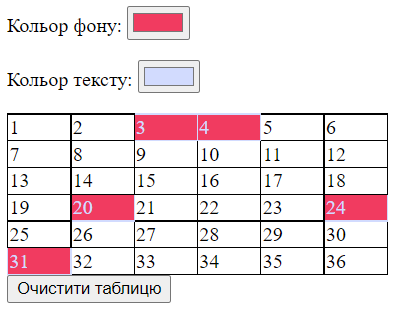 Кольор фону:
Кольор тексту:
1 2 3 4 5 6
7 8 9 10 11 12
13 14 15 16 17 18
19 20 21 22 23 24
25 26 27 28 29 30
31 32 33 34 35 36
Очистити таблицю